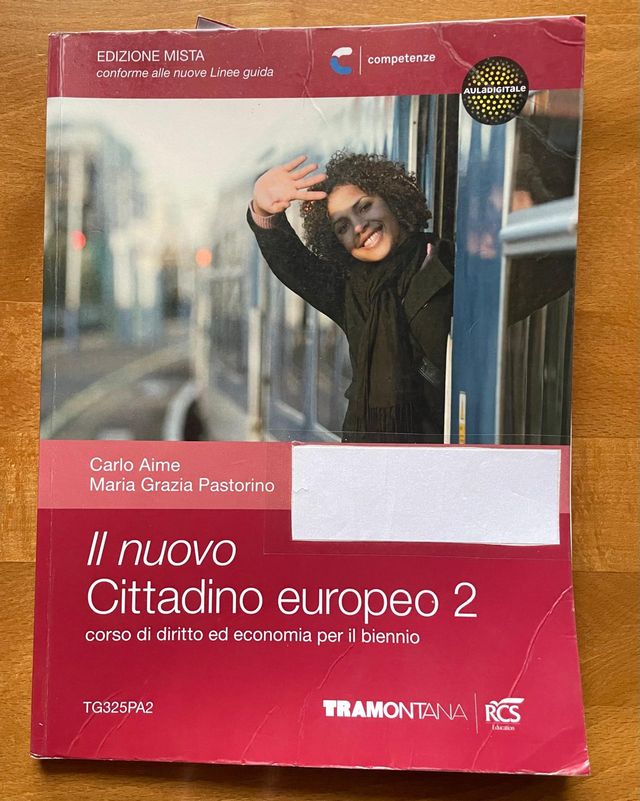 EDIZIONE MISTA
conforme alle nuove Linee guida
competenze
AULADIGITALE
Carlo Aime
Maria Grazia Pastorino
Il nuovo
Cittadino europeo 2
corso di diritto ed economia per il biennio
TG325PA2
TRAMONTANA
RCS
Education